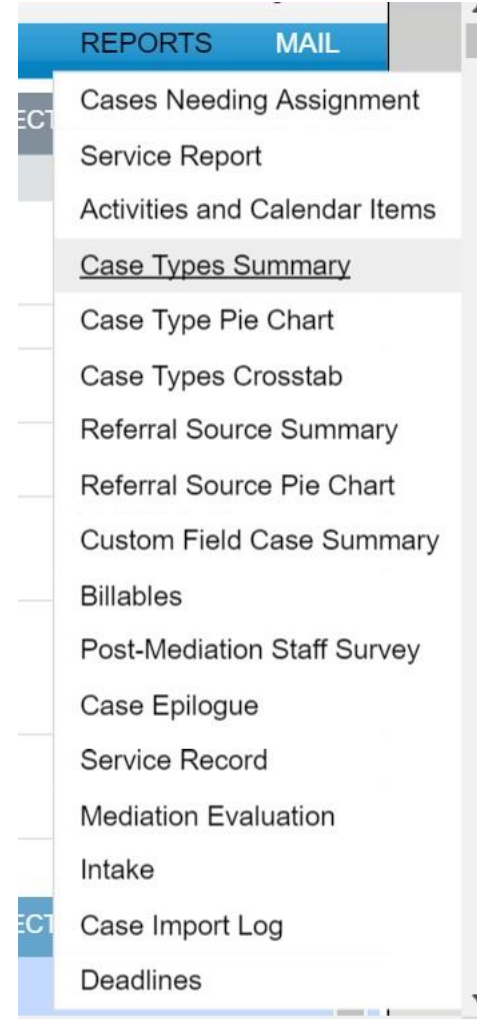 REPORTS MAIL
Cases Needing Assignment
ECT
Service Report
Activities and Calendar Items
Case Types Summary
Case Type Pie Chart
Case Types Crosstab
Referral Source Summary
Referral Source Pie Chart
Custom Field Case Summary
Billables
Post-Mediation Staff Survey
Case Epilogue
Service Record
Mediation Evaluation
Intake
ECT
Case Import Log
Deadlines